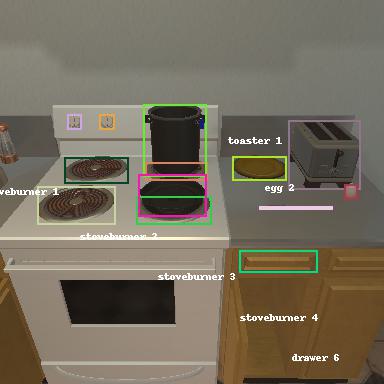 toaster 1
egg 2
veburner 1
stoveburner 2
stoveburner 3
stoveburner 4
drawer 6